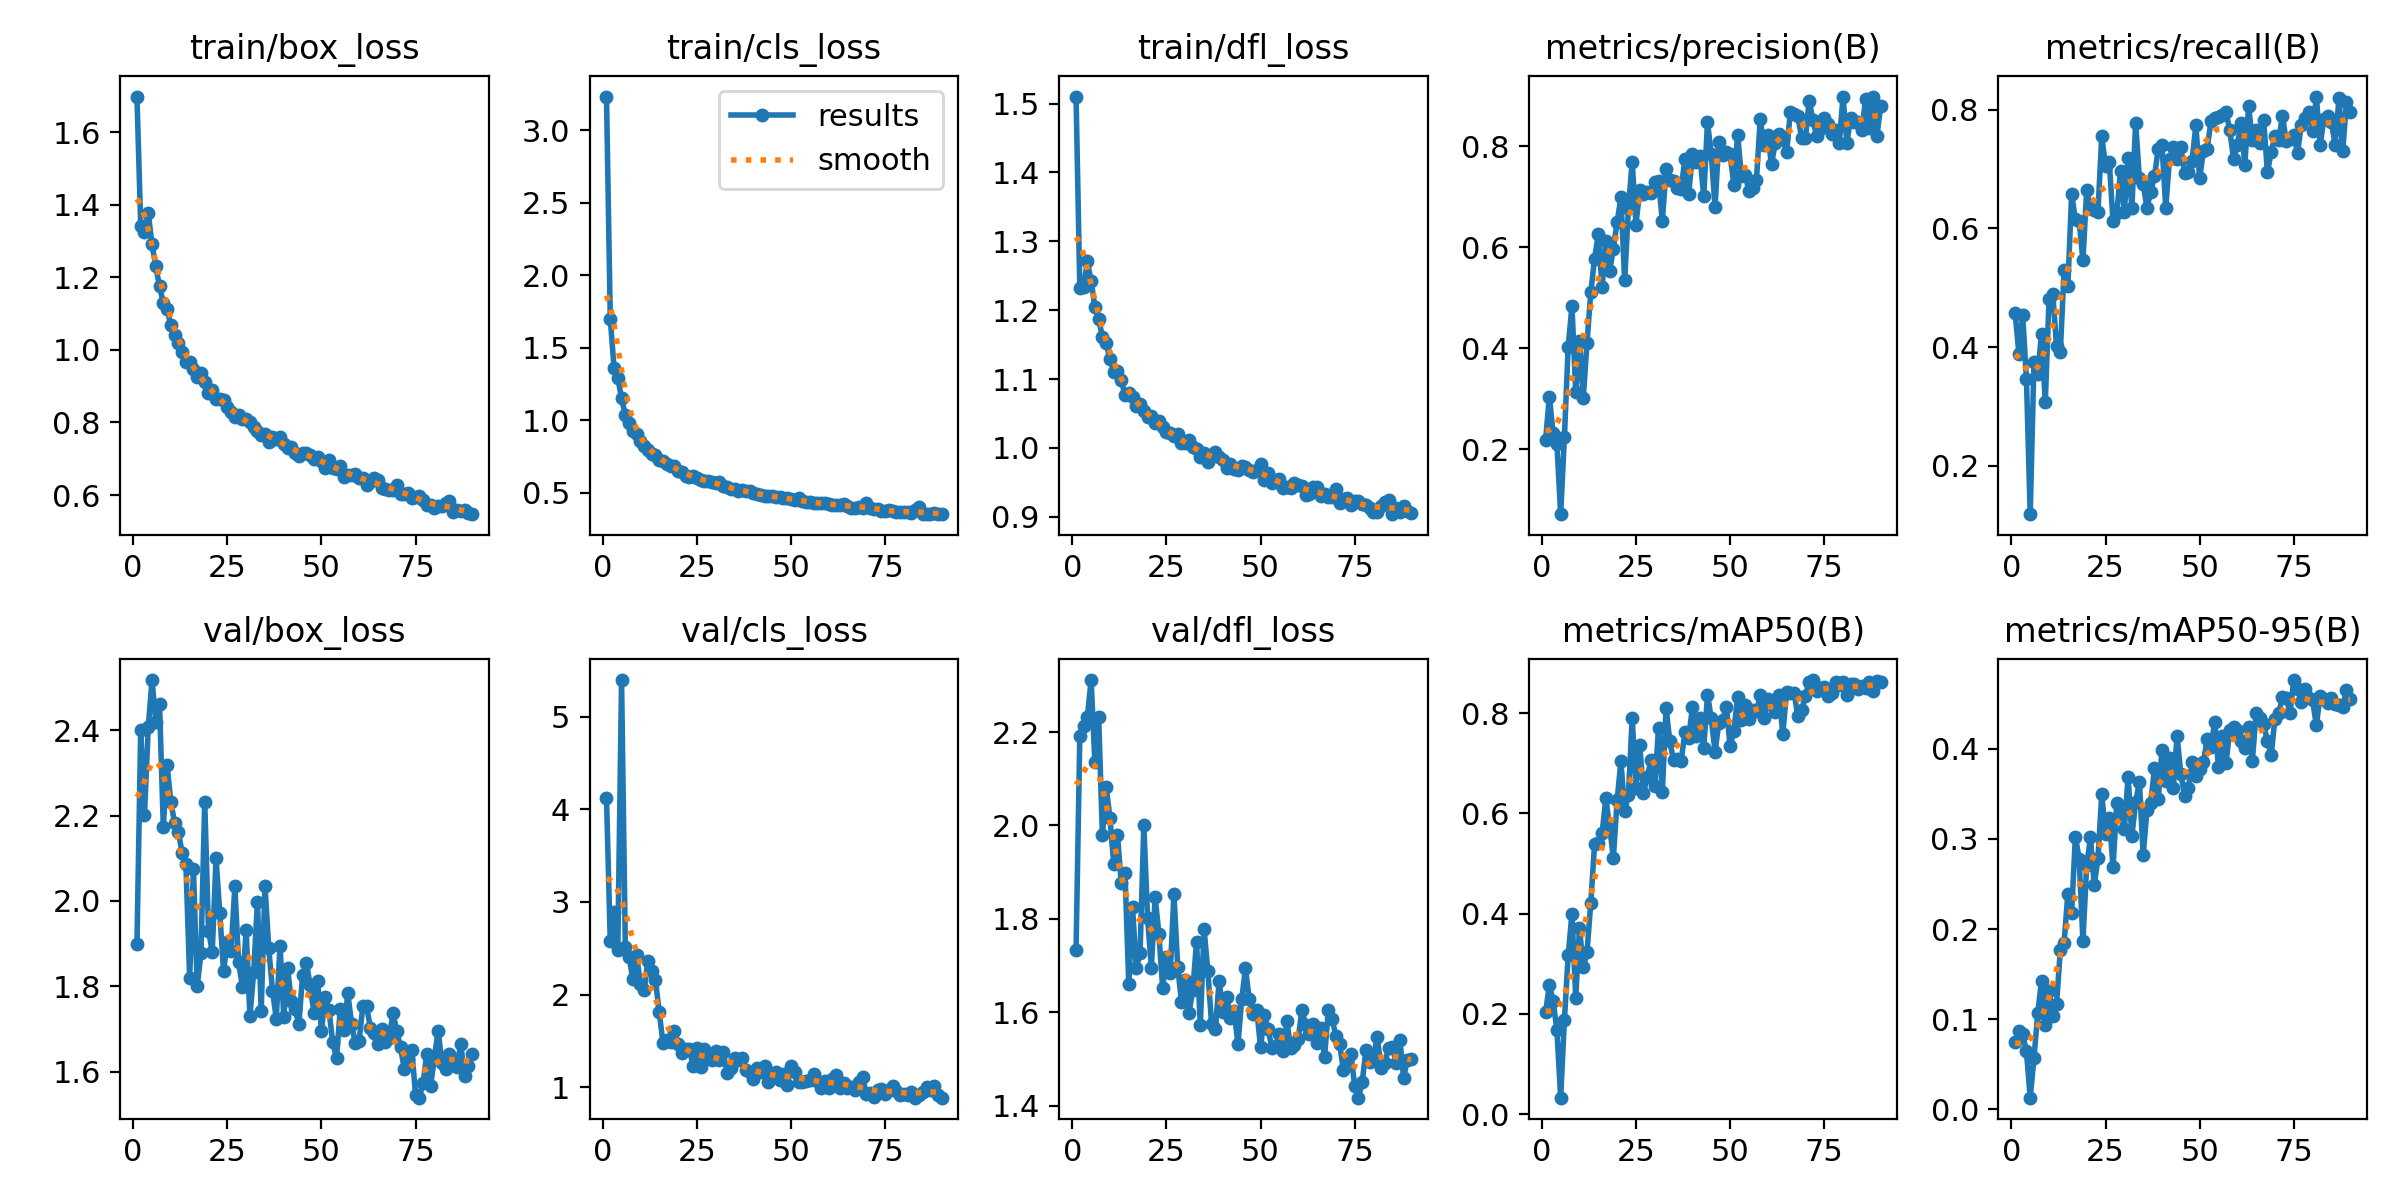 train/box_loss
1.6
1.4
1.2
1.0
0.8
0.6
0 25 50 75
train/cls_loss
results
smooth
3.0
2.5
2.0
1.5
1.0
0.5
0 25 50 75
train/dfl_loss
1.5
1.4
1.3
1.2
1.1
1.0
0.9
0 25 50 75
metrics/precision(B)
0.8
0.6
0.4
0.2
0 25 50 75
metrics/recall(B)
0.8
0.6
0.4
0.2
0 25 50 75
val/box_loss
2.4
2.2
2.0
1.8
1.6
0 25 50 75
val/cls_loss
5
4
3
2
1
0 25 50 75
val/dfl_loss
2.2
2.0
1.8
1.6
1.4
0 25 50 75
metrics/mAP50(B)
0.8
0.6
0.4
0.2
0.0
0 25 50 75
metrics/mAP50-95(B)
0.4
0.3
0.2
0.1
0.0
0 25 50 75